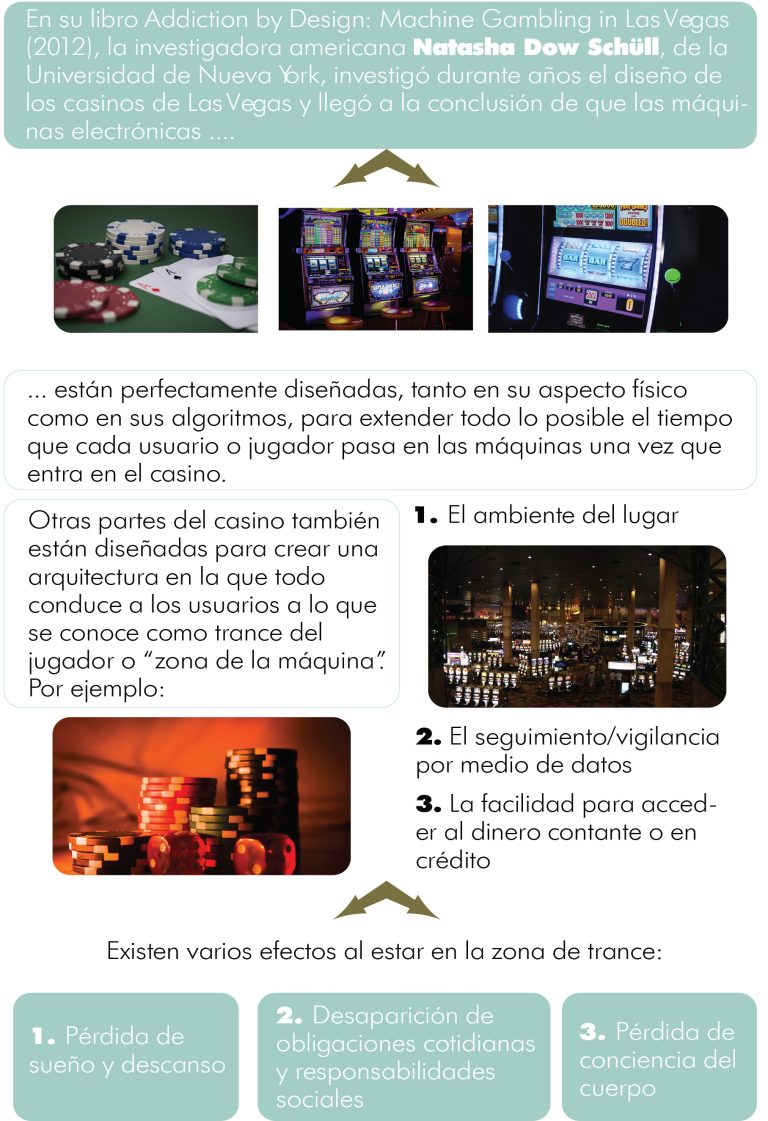 En su libro Addiction by Design: Machine Gambling in Las Vegas
(2012), la investigadora americana Natasha Dow Schüll, de la
Universidad de Nueva York, investigó durante años el diseño de
los casinos de Las Vegas y llegó a la conclusión de que las máqui-
nas electrónicas ....
DOUBLED!
BAR BAR 7
... están perfectamente diseñadas, tanto en su aspecto físico
como en sus algoritmos, para extender todo lo posible el tiempo
que cada usuario o jugador pasa en las máquinas una vez que
entra en el casino.
Otras partes del casino también
están diseñadas para crear una
arquitectura en la que todo
conduce a los usuarios a lo que
se conoce como trance del
jugador o “zona de la máquina”.
Por ejemplo:
1. El ambiente del lugar
2. El seguimiento/vigilancia
por medio de datos
3. La facilidad para acced-
er al dinero contante o en
crédito
Existen varios efectos al estar en la zona de trance:
1. Pérdida de
sueño y descanso
2. Desaparición de
obligaciones cotidianas
y responsabilidades
sociales
3. Pérdida de
conciencia del
cuerpo